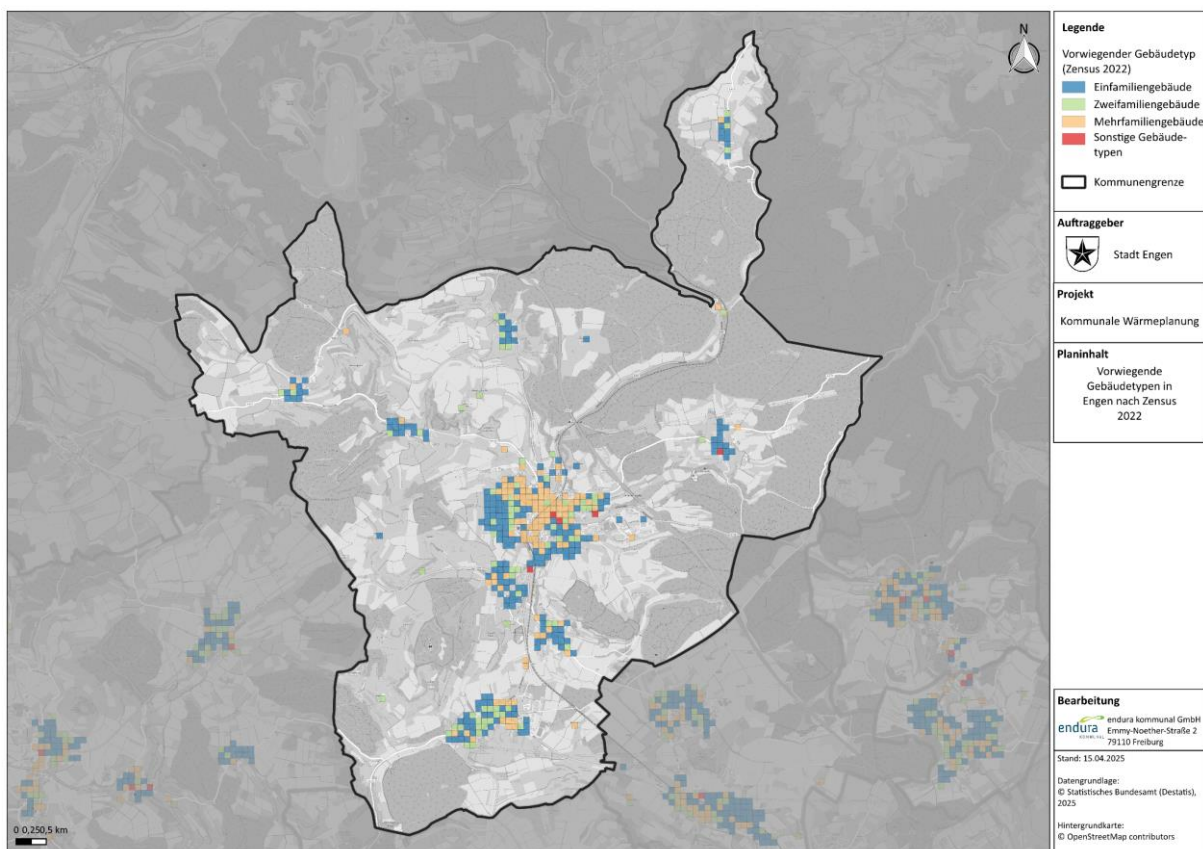 N
Legende
Vorwiegender Gebäudetyp
(Zensus 2022)
Einfamiliengebäude
Zweifamiliengebäude
Mehrfamiliengebäude
Sonstige Gebäude-
typen
Kommunengrenze
Auftraggeber
Stadt Engen
Projekt
Kommunale Wärmeplanung
Planinhalt
Vorwiegende
Gebäudetypen in
Engen nach Zensus
2022
Bearbeitung
endura
KOMMUNAL
endura kommunal GmbH
Emmy-Noether-Straße 2
79110 Freiburg
Stand: 15.04.2025
Datengrundlage:
© Statistisches Bundesamt (Destatis),
2025
Hintergrundkarte:
© OpenStreetMap contributors
0 0,250,5 km